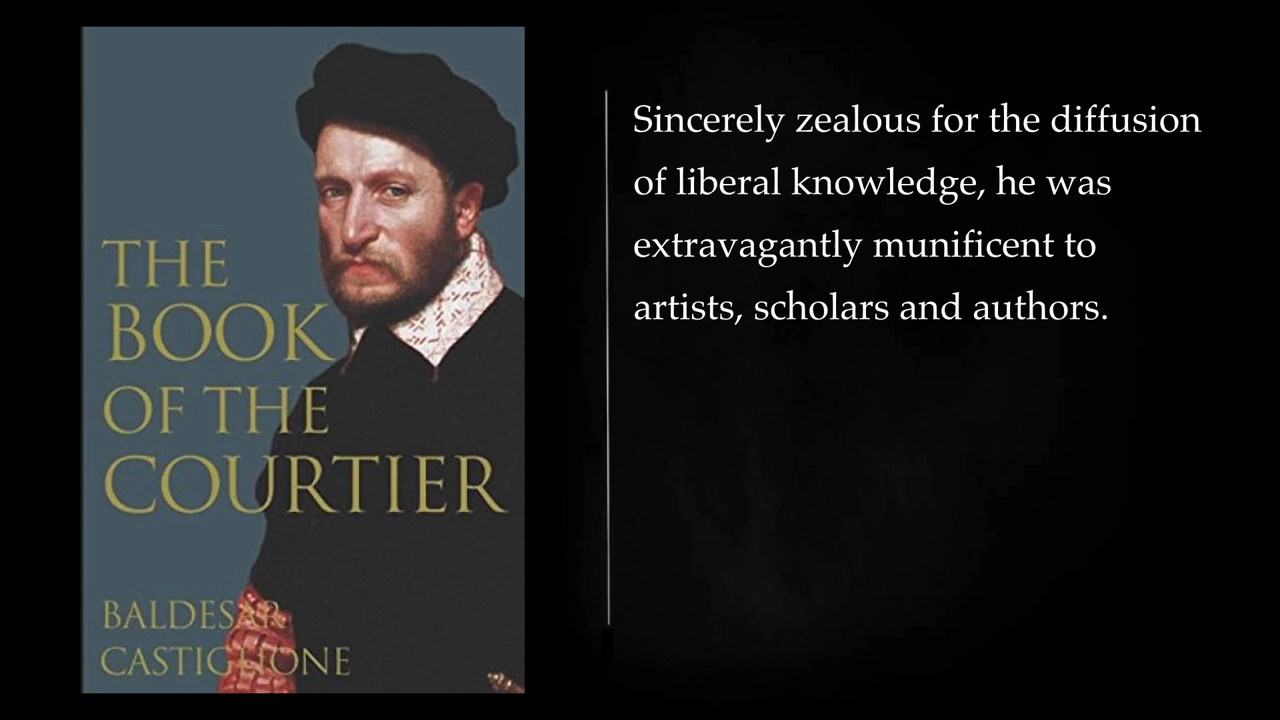 THE
BOOK
OF THE
COURTIER
BALDESAR
CASTIGLIONE
Sincerely zealous for the diffusion
of liberal knowledge, he was
extravagantly munificent to
artists, scholars and authors.